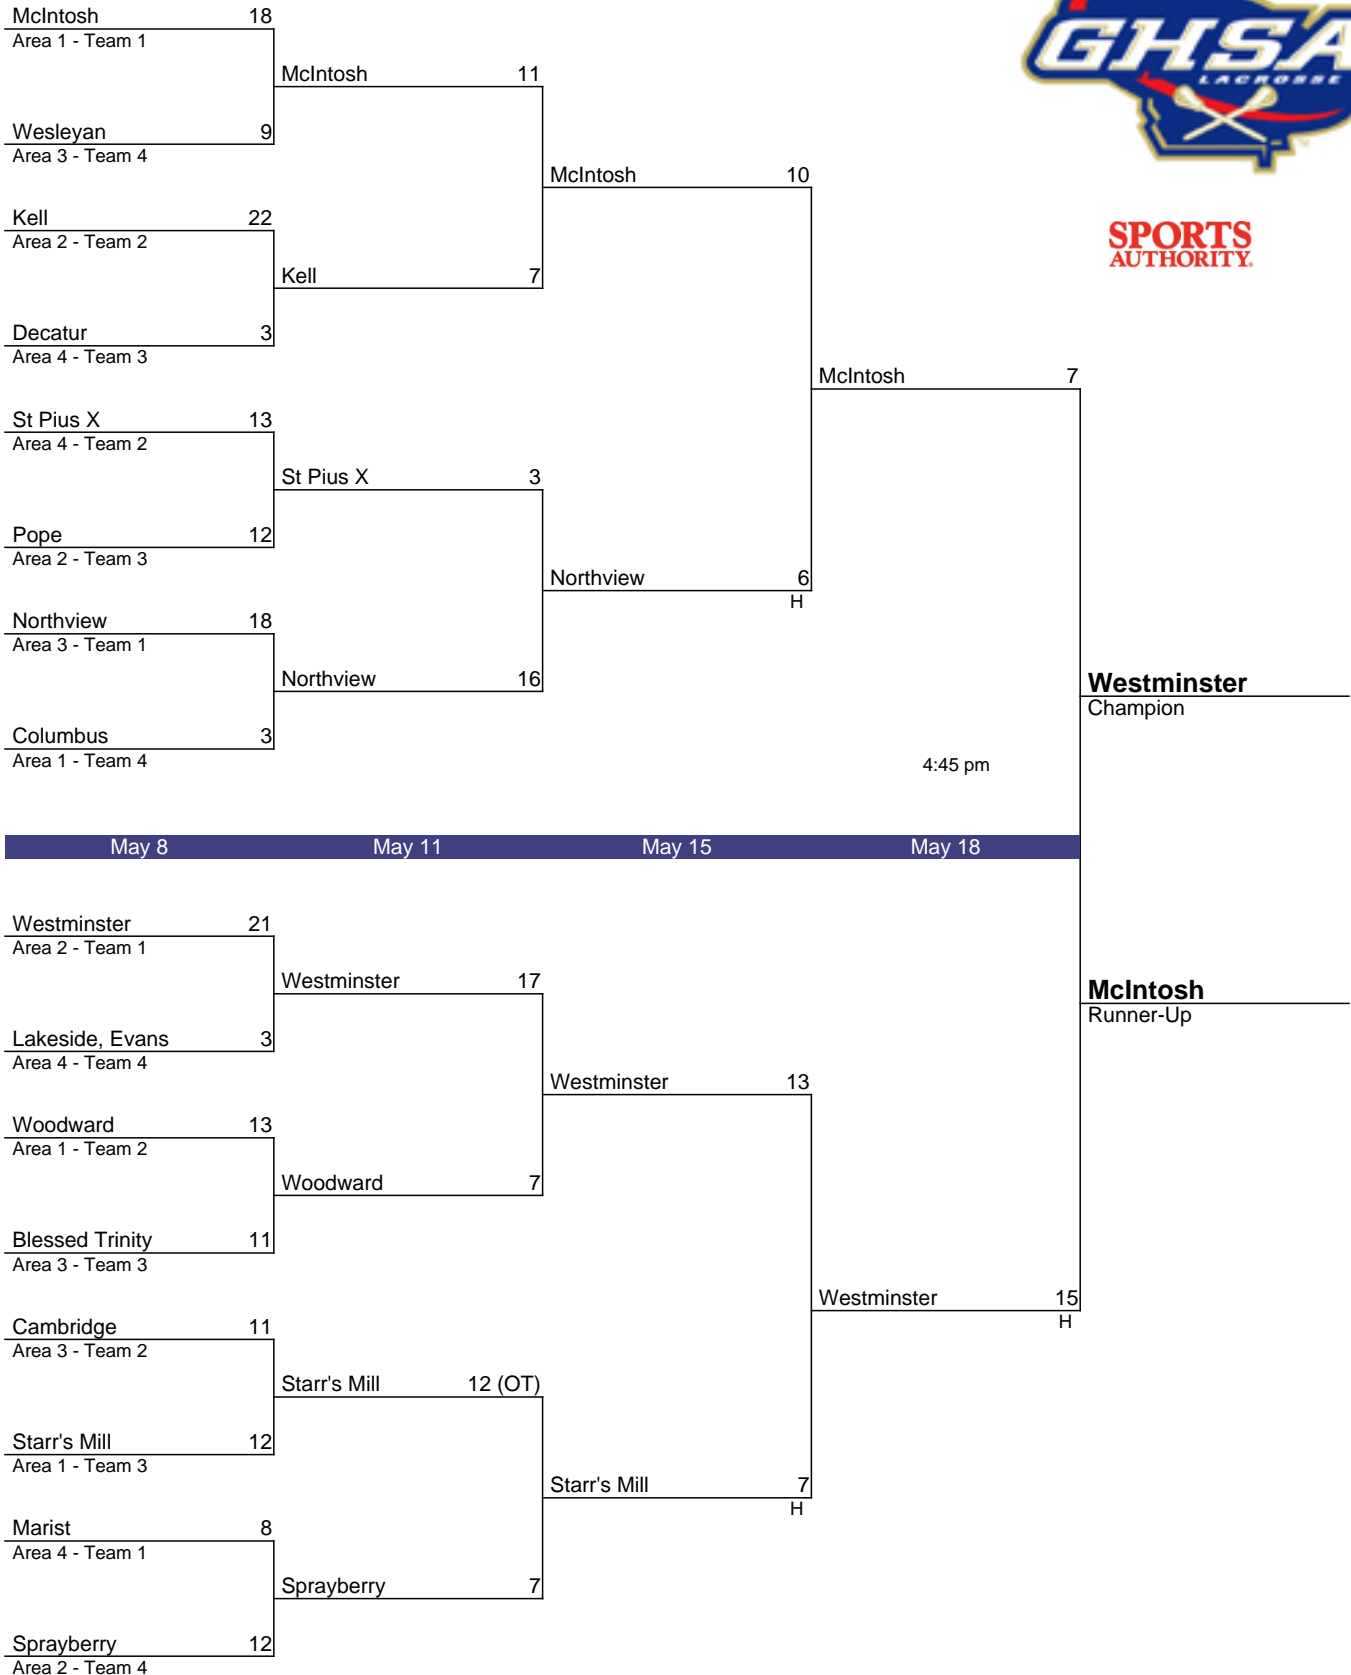 McIntosh 18
Area 1 - Team 1
McIntosh 11
Wesleyan 9
Area 3 - Team 4
McIntosh 10
Kell 22
Area 2 - Team 2
Kell 7
Decatur 3
Area 4 - Team 3
McIntosh 7
St Pius X 13
Area 4 - Team 2
St Pius X 3
Pope 12
Area 2 - Team 3
Northview 6
H
Northview 18
Area 3 - Team 1
Northview 16
Columbus 3
Area 1 - Team 4
GHSA
LACROSSE
TM
SPORTS
AUTHORITY.
Westminster
Champion
4:45 pm
May 8 May 11 May 15 May 18
Westminster 21
Area 2 - Team 1
Westminster 17
Lakeside, Evans 3
Area 4 - Team 4
McIntosh
Runner-Up
Westminster 13
Woodward 13
Area 1 - Team 2
Woodward 7
Blessed Trinity 11
Area 3 - Team 3
Westminster 15
H
Cambridge 11
Area 3 - Team 2
Starr's Mill 12 (OT)
Starr's Mill 12
Area 1 - Team 3
Starr's Mill 7
H
Marist 8
Area 4 - Team 1
Sprayberry 7
Sprayberry 12
Area 2 - Team 4